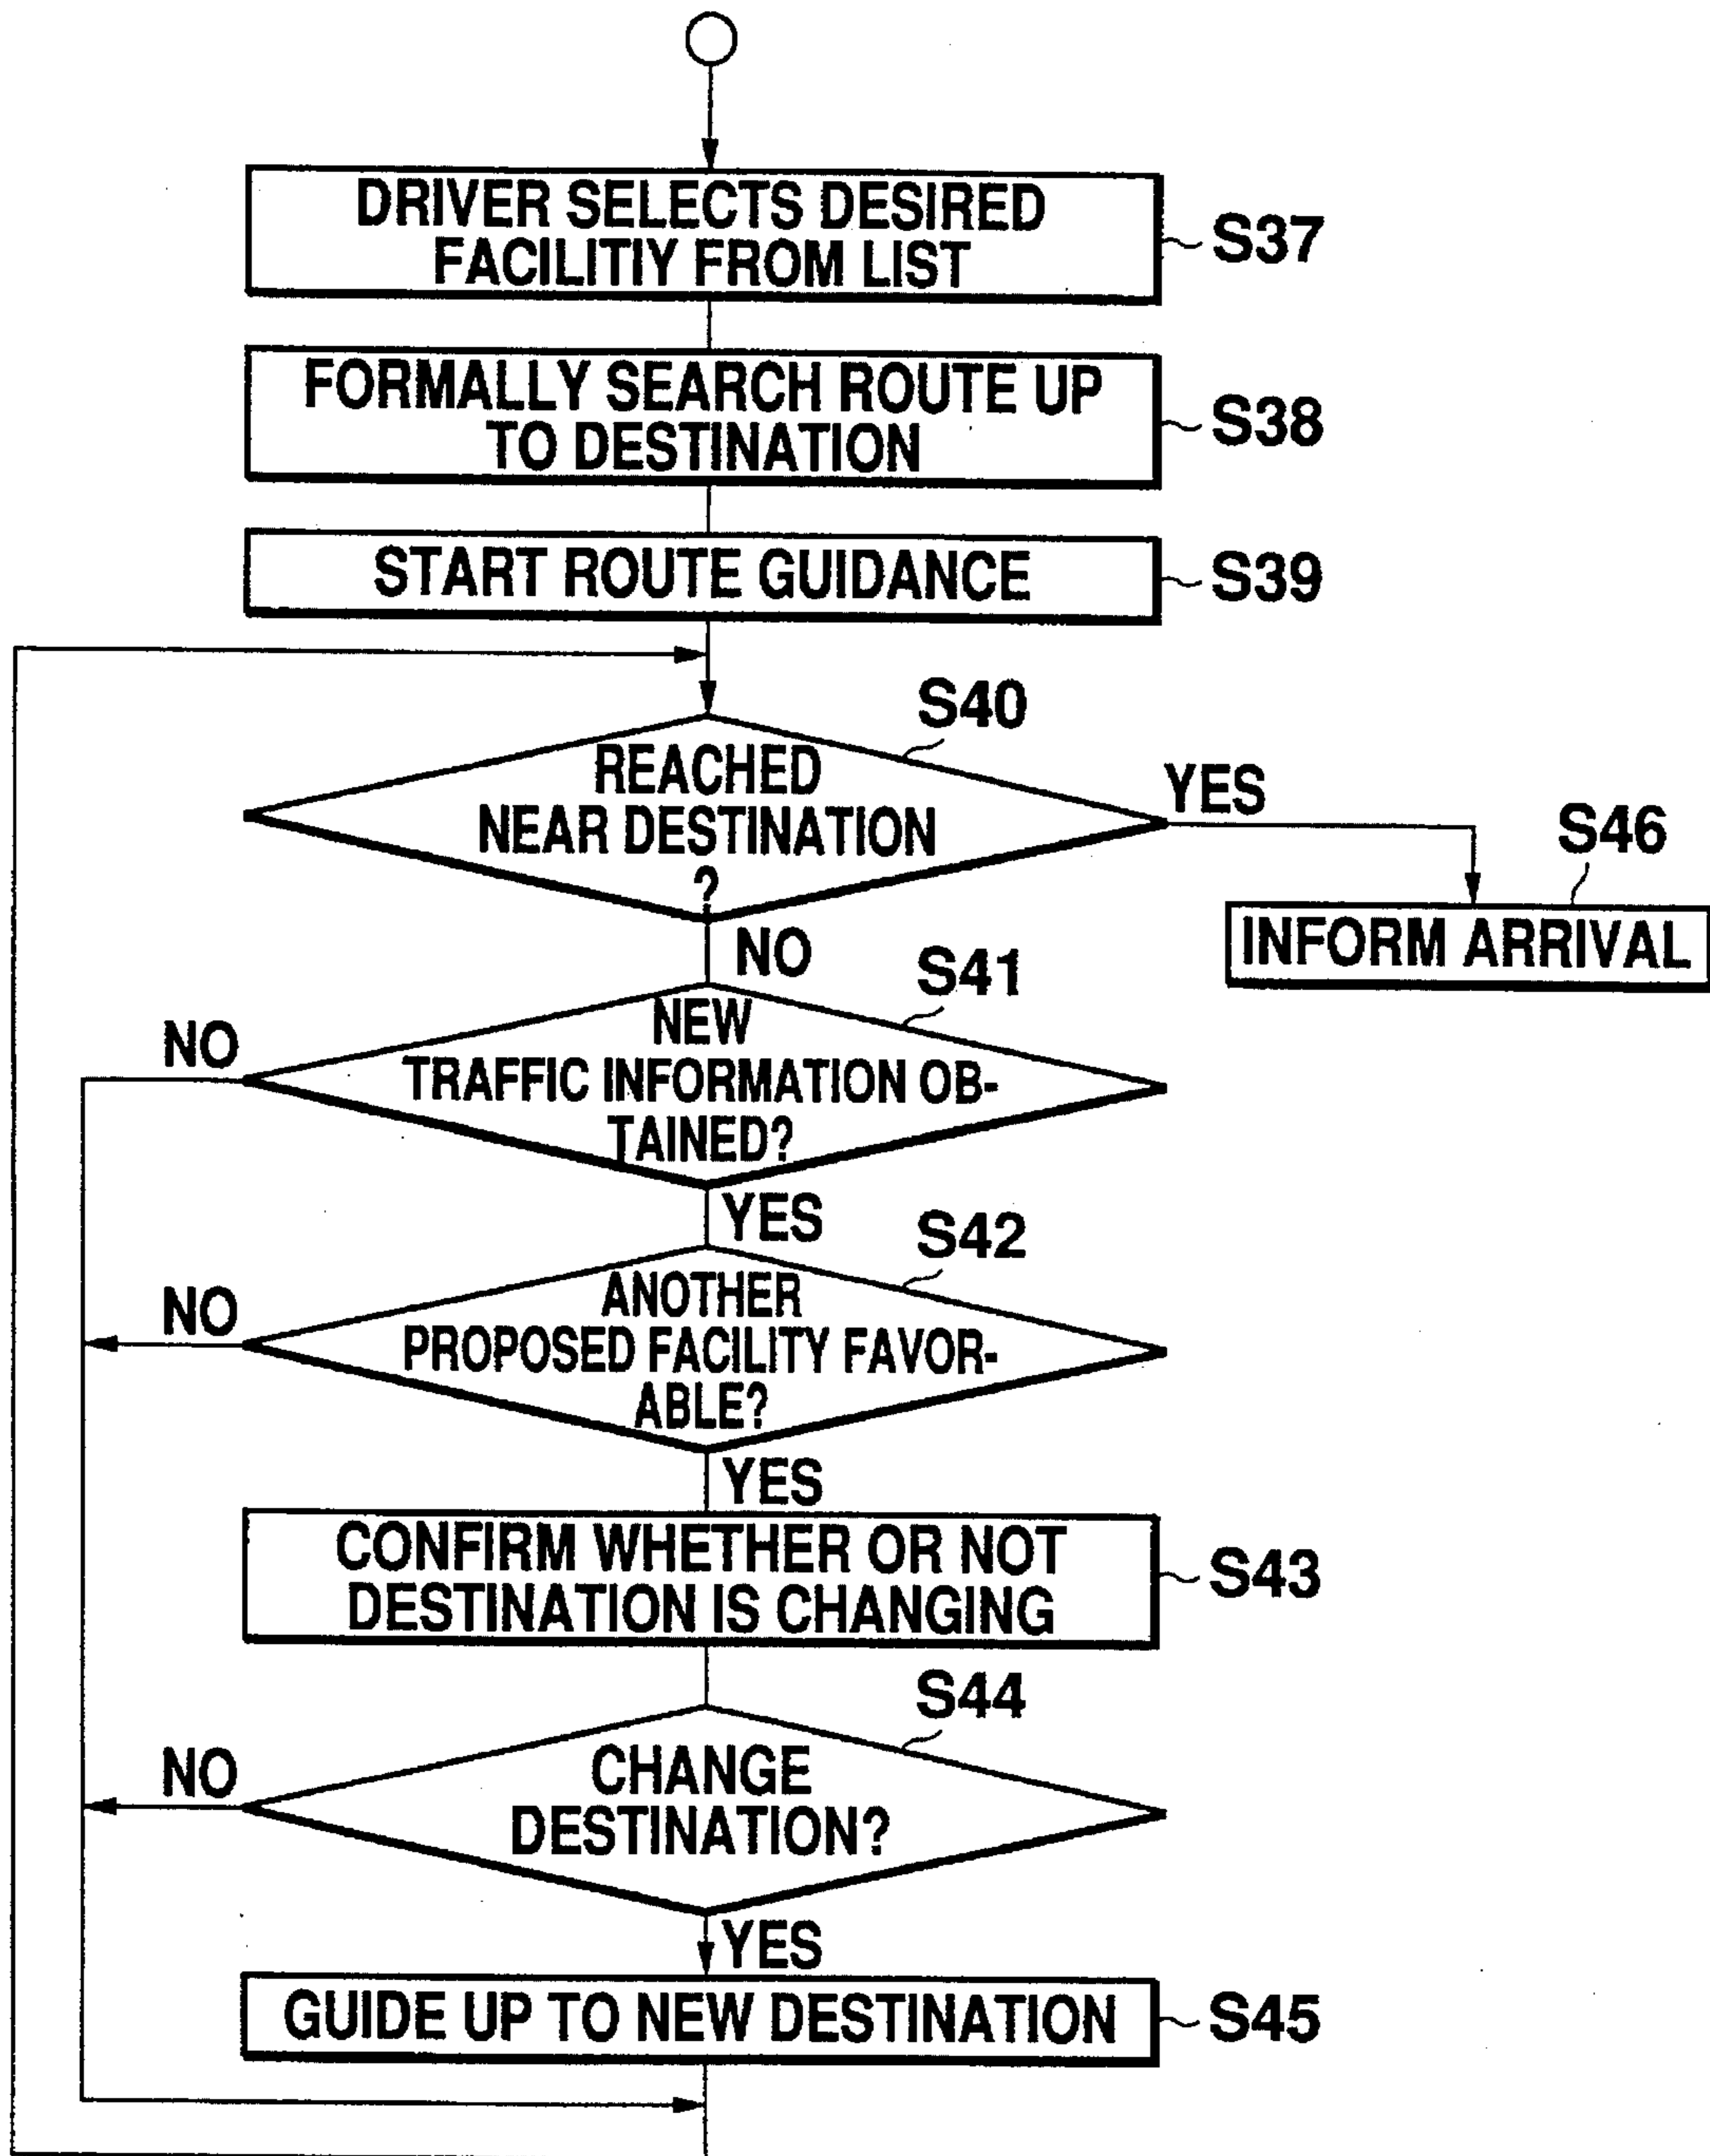 DRIVER SELECTS DESIRED
FACILITIY FROM LIST
S37
FORMALLY SEARCH ROUTE UP
TO DESTINATION
S38
START ROUTE GUIDANCE
S39
S40
REACHED
NEAR DESTINATION
?
YES
S46
INFORM ARRIVAL
NO
S41
NEW
TRAFFIC INFORMATION OB-
TAINED?
NO
YES
S42
ANOTHER
PROPOSED FACILITY FAVOR-
ABLE?
NO
YES
CONFIRM WHETHER OR NOT
DESTINATION IS CHANGING
S43
S44
CHANGE
DESTINATION?
NO
YES
GUIDE UP TO NEW DESTINATION
S45